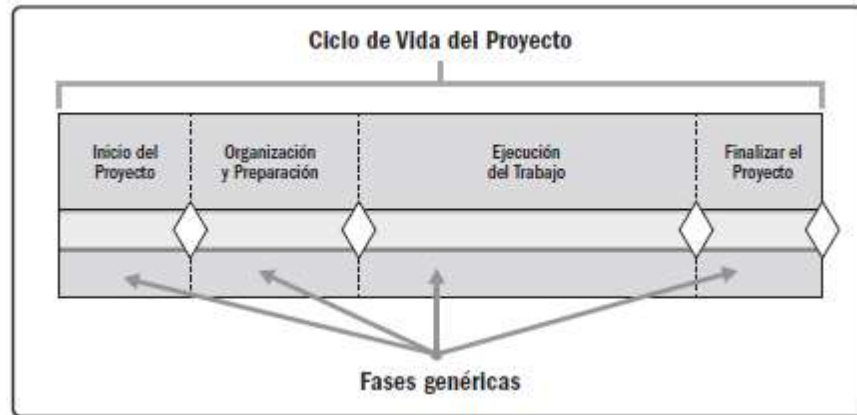 Ciclo de Vida del Proyecto
Inicio del
Proyecto
Organización
y Preparación
Ejecución
del Trabajo
Finalizar el
Proyecto
Fases genéricas